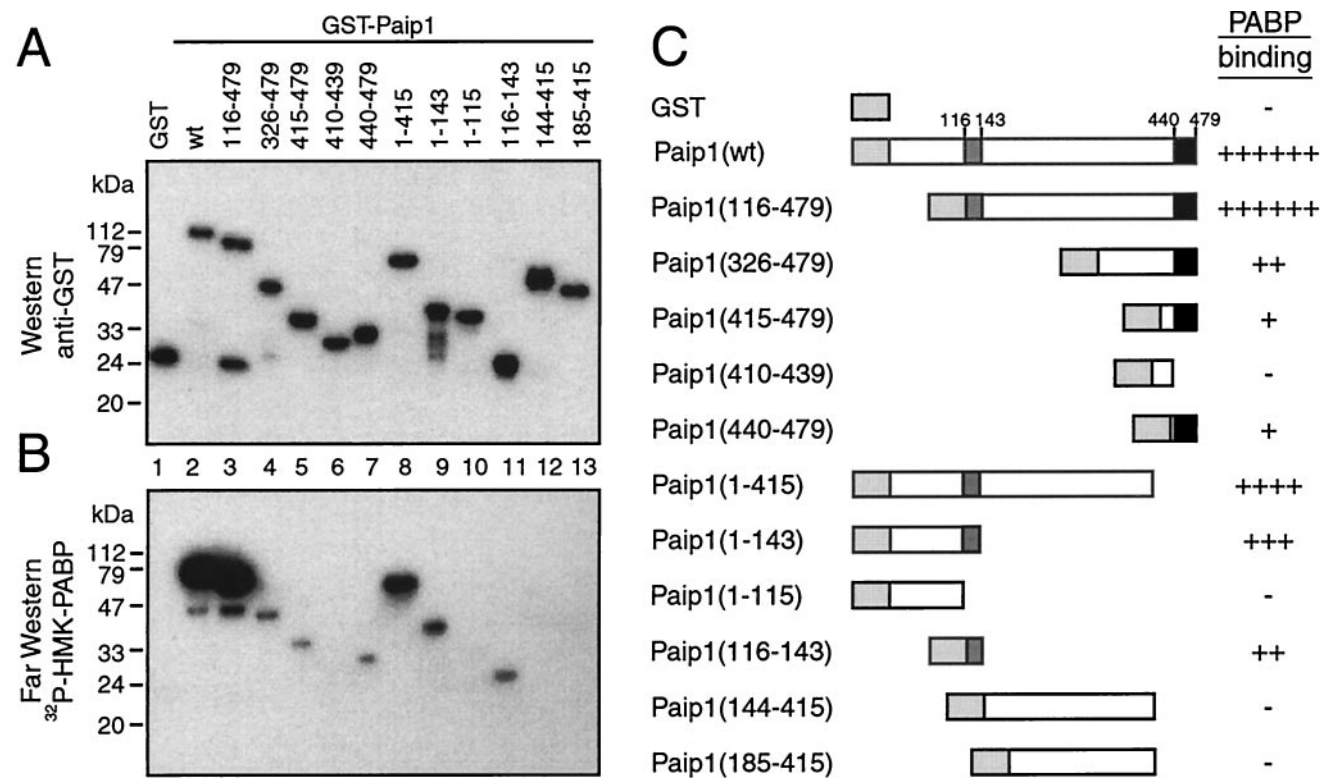 A
GST-Paip1
GST
wt
116-479
326-479
415-479
410-439
440-479
1-415
1-143
1-115
116-143
144-415
185-415
kDa
112
79
47
33
24
20
Western
anti-GST
B
1 2 3 4 5 6 7 8 9 10 11 12 13
kDa
112
79
47
33
24
20
Far Western
32P-HMK-PABP
C
PABP
binding
GST -
116 143 440 479
Paip1(wt) ++++++
Paip1(116-479) ++++++
Paip1(326-479) ++
Paip1(415-479) +
Paip1(410-439) -
Paip1(440-479) +
Paip1(1-415) ++++
Paip1(1-143) +++
Paip1(1-115) -
Paip1(116-143) ++
Paip1(144-415) -
Paip1(185-415) -